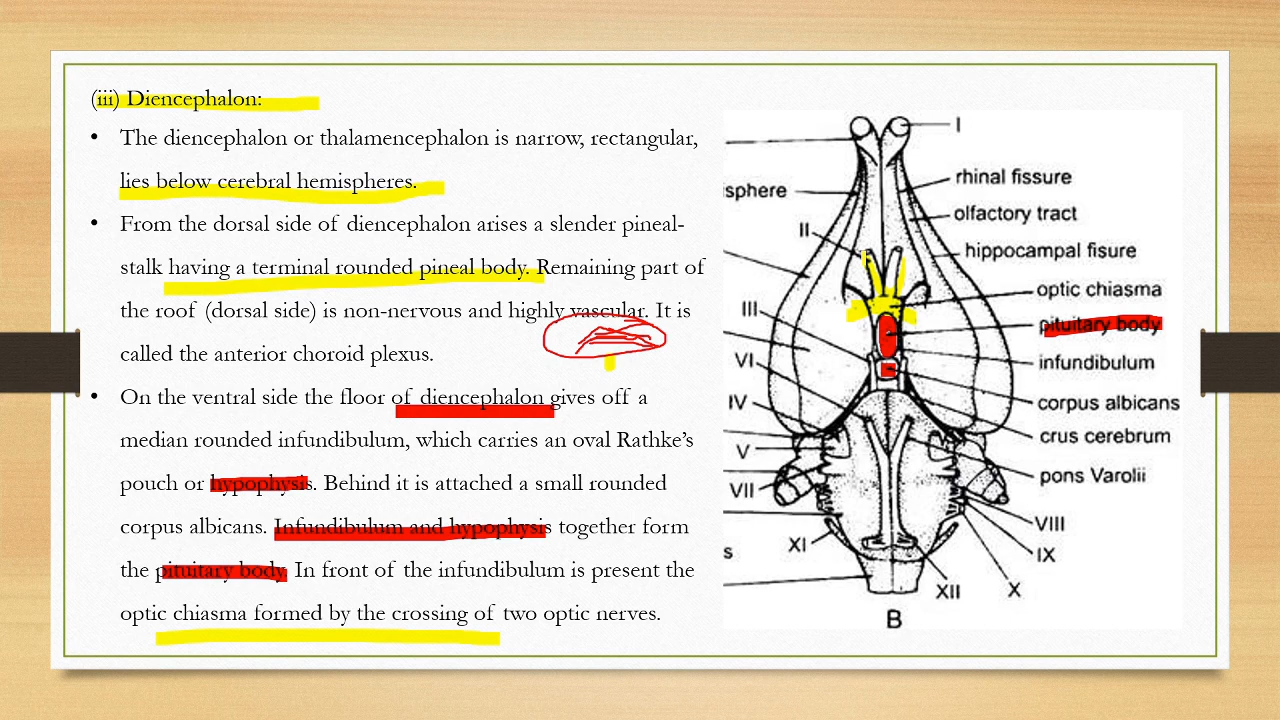 (iii) Diencephalon:
• The diencephalon or thalamencephalon is narrow, rectangular,
lies below cerebral hemispheres.
• From the dorsal side of diencephalon arises a slender pineal-
stalk having a terminal rounded pineal body. Remaining part of
the roof (dorsal side) is non-nervous and highly vascular. It is
called the anterior choroid plexus.
• On the ventral side the floor of diencephalon gives off a
median rounded infundibulum, which carries an oval Rathke's
pouch or hypophysis. Behind it is attached a small rounded
corpus albicans. Infundibulum and hypophysis together form
the pituitary body. In front of the infundibulum is present the
optic chiasma formed by the crossing of two optic nerves.
I
rhinal fissure
isphere
olfactory tract
II
hippocampal fisure
optic chiasma
III
pituitary body
VI
infundibulum
IV
corpus albicans
V
crus cerebrum
VII
pons Varolii
VIII
XI
s
IX
XII
X
B